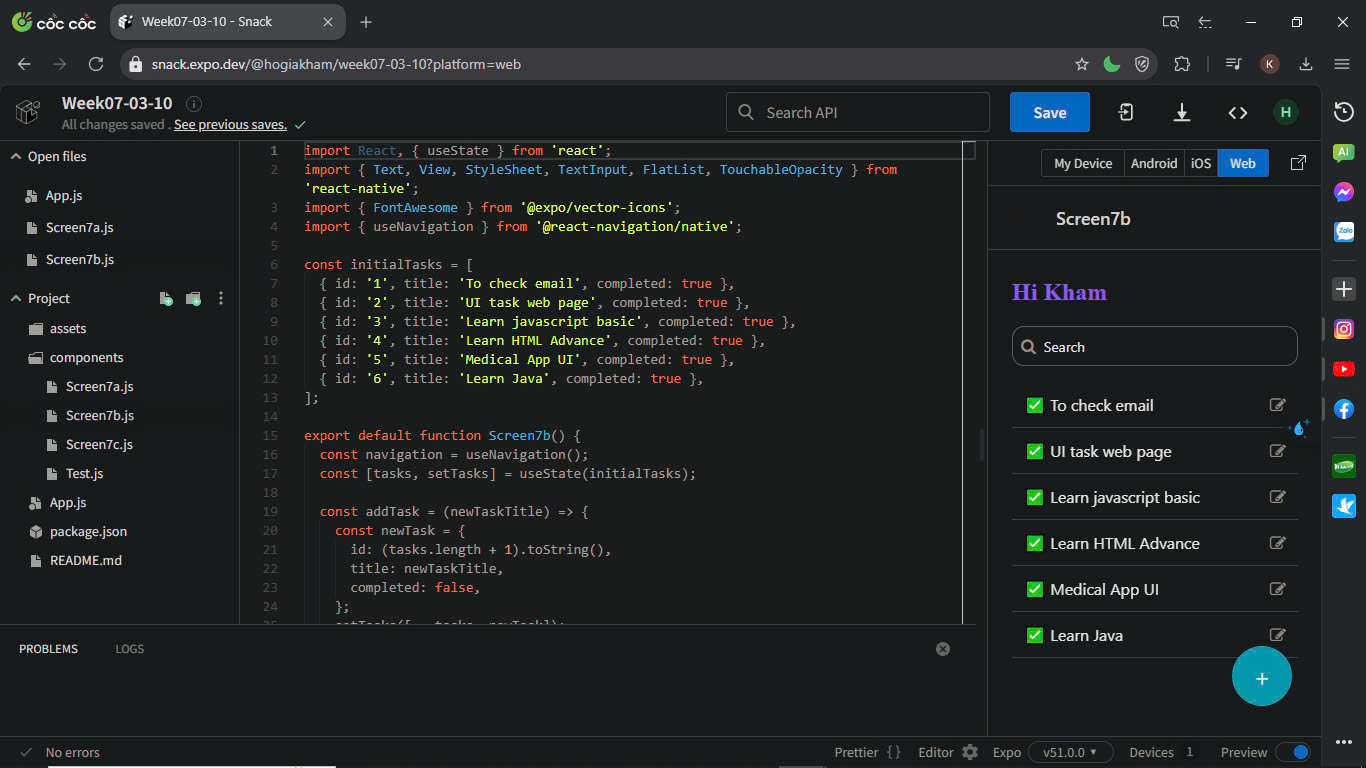 cốc cốc
Week07-03-10 - Snack
snack.expo.dev/@hogiakham/week07-03-10?platform=web
K
Week07-03-10
All changes saved . See previous saves.
Search API
Save
H
Open files
App.js
Screen7a.js
Screen7b.js
Project
assets
components
Screen7a.js
Screen7b.js
Screen7c.js
Test.js
App.js
package.json
README.md
1 import React, { useState } from 'react';
2 import { Text, View, StyleSheet, TextInput, FlatList, TouchableOpacity } from
'react-native';
3 import { FontAwesome } from '@expo/vector-icons';
4 import { useNavigation } from '@react-navigation/native';
5
6 const initialTasks = [
7 { id: '1', title: 'To check email', completed: true },
8 { id: '2', title: 'UI task web page', completed: true },
9 { id: '3', title: 'Learn javascript basic', completed: true },
10 { id: '4', title: 'Learn HTML Advance', completed: true },
11 { id: '5', title: 'Medical App UI', completed: true },
12 { id: '6', title: 'Learn Java', completed: true },
13 ];
14
15 export default function Screen7b() {
16 const navigation = useNavigation();
17 const [tasks, setTasks] = useState(initialTasks);
18
19 const addTask = (newTaskTitle) => {
20 const newTask = {
21 id: (tasks.length + 1).toString(),
22 title: newTaskTitle,
23 completed: false,
24 };
My Device
Android
iOS
Web
Screen7b
Hi Kham
Search
To check email
UI task web page
Learn javascript basic
Learn HTML Advance
Medical App UI
Learn Java
+
AI
Zalo
PROBLEMS
LOGS
No errors
Prettier { }
Editor
Expo
v51.0.0
Devices 1
Preview